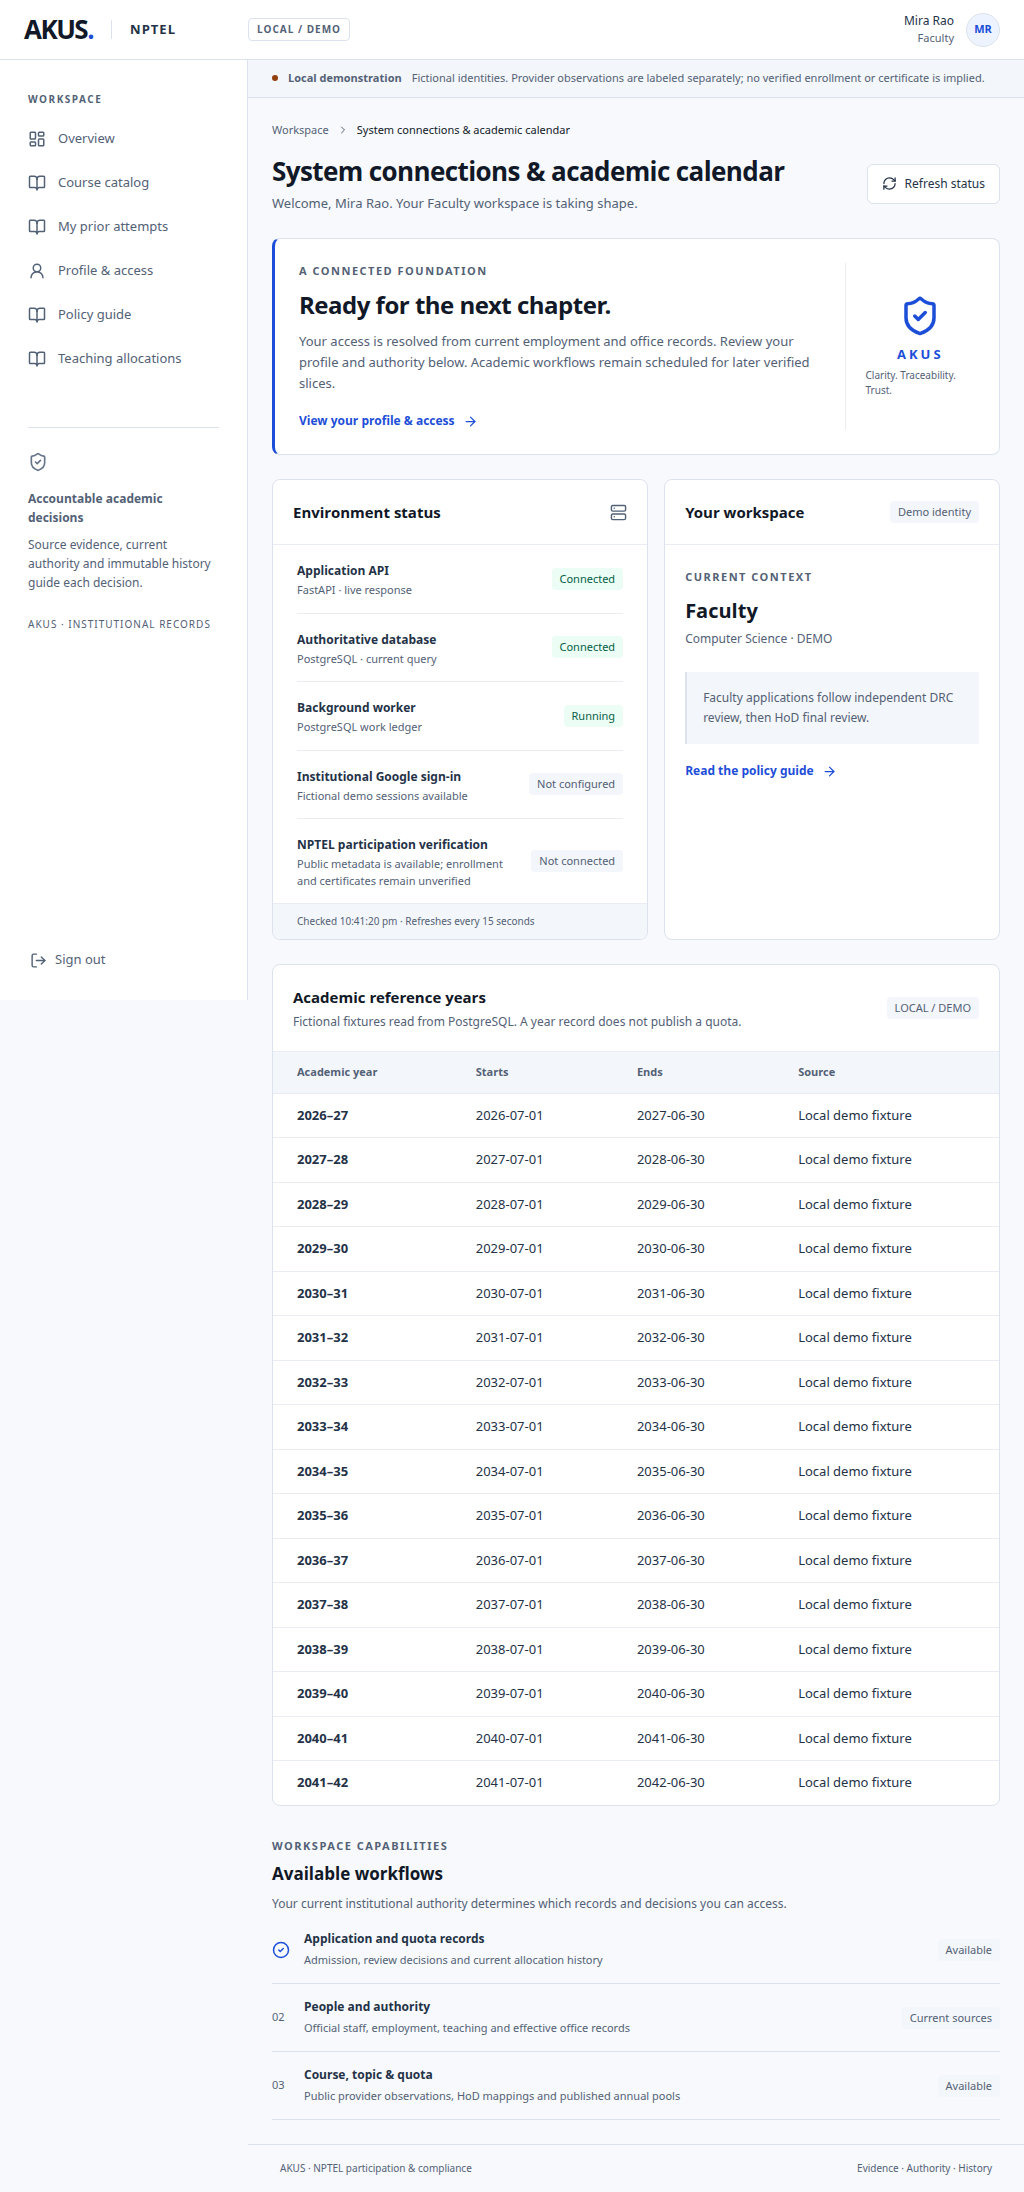 AKUS. NPTEL LOCAL / DEMO Mira Rao
Faculty MR
WORKSPACE
Overview
Course catalog
My prior attempts
Profile & access
Policy guide
Teaching allocations
Accountable academic
decisions
Source evidence, current
authority and immutable history
guide each decision.
AKUS · INSTITUTIONAL RECORDS
Sign out
Local demonstration Fictional identities. Provider observations are labeled separately; no verified enrollment or certificate is implied.
Workspace > System connections & academic calendar
System connections & academic calendar
Welcome, Mira Rao. Your Faculty workspace is taking shape.
Refresh status
A CONNECTED FOUNDATION
Ready for the next chapter.
Your access is resolved from current employment and office records. Review your
profile and authority below. Academic workflows remain scheduled for later verified
slices.
View your profile & access →
AKUS
Clarity. Traceability.
Trust.
Environment status
Application API
FastAPI · live response
Connected
Authoritative database
PostgreSQL · current query
Connected
Background worker
PostgreSQL work ledger
Running
Institutional Google sign-in
Fictional demo sessions available
Not configured
NPTEL participation verification
Public metadata is available; enrollment
and certificates remain unverified
Not connected
Checked 10:41:20 pm · Refreshes every 15 seconds
Your workspace
Demo identity
CURRENT CONTEXT
Faculty
Computer Science · DEMO
Faculty applications follow independent DRC
review, then HoD final review.
Read the policy guide →
Academic reference years
Fictional fixtures read from PostgreSQL. A year record does not publish a quota.
LOCAL / DEMO
Academic year Starts Ends Source
2026–27 2026-07-01 2027-06-30 Local demo fixture
2027–28 2027-07-01 2028-06-30 Local demo fixture
2028–29 2028-07-01 2029-06-30 Local demo fixture
2029–30 2029-07-01 2030-06-30 Local demo fixture
2030–31 2030-07-01 2031-06-30 Local demo fixture
2031–32 2031-07-01 2032-06-30 Local demo fixture
2032–33 2032-07-01 2033-06-30 Local demo fixture
2033–34 2033-07-01 2034-06-30 Local demo fixture
2034–35 2034-07-01 2035-06-30 Local demo fixture
2035–36 2035-07-01 2036-06-30 Local demo fixture
2036–37 2036-07-01 2037-06-30 Local demo fixture
2037–38 2037-07-01 2038-06-30 Local demo fixture
2038–39 2038-07-01 2039-06-30 Local demo fixture
2039–40 2039-07-01 2040-06-30 Local demo fixture
2040–41 2040-07-01 2041-06-30 Local demo fixture
2041–42 2041-07-01 2042-06-30 Local demo fixture
WORKSPACE CAPABILITIES
Available workflows
Your current institutional authority determines which records and decisions you can access.
Application and quota records
Admission, review decisions and current allocation history
Available
02 People and authority
Official staff, employment, teaching and effective office records
Current sources
03 Course, topic & quota
Public provider observations, HoD mappings and published annual pools
Available
AKUS · NPTEL participation & compliance
Evidence · Authority · History